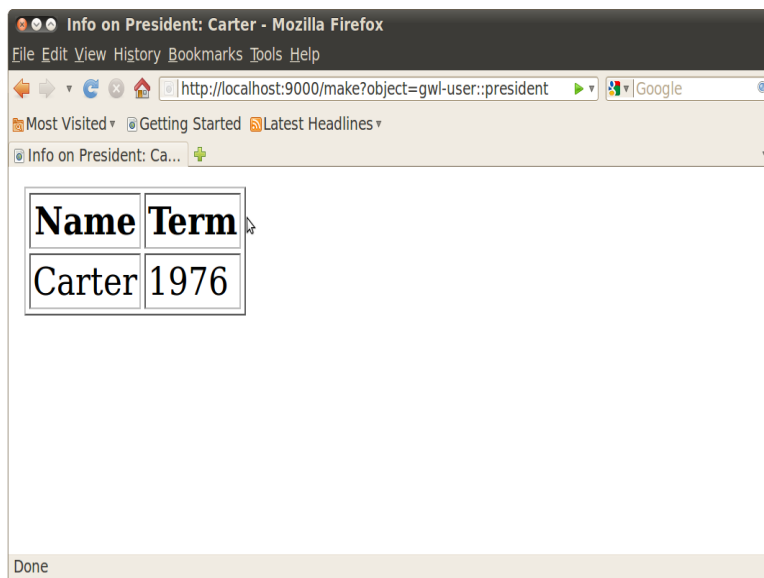 Info on President: Carter - Mozilla Firefox
File Edit View History Bookmarks Tools Help
http://localhost:9000/make?object=gwl-user::president Google
Most Visited Getting Started Latest Headlines
Info on President: Ca...
Name Term
Carter 1976
Done